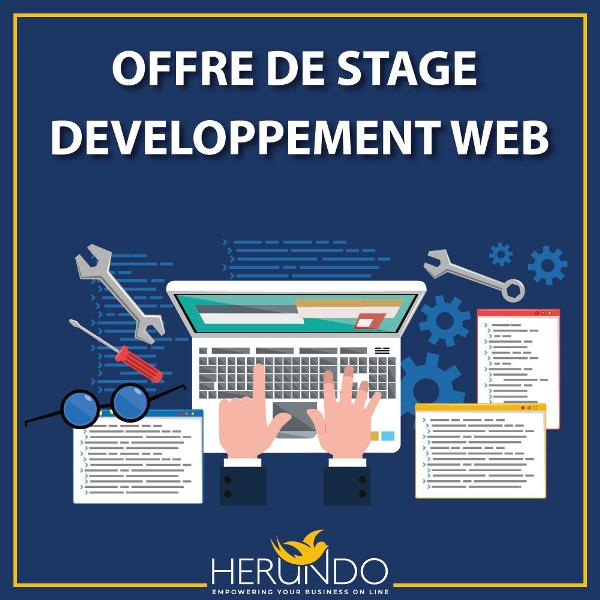 OFFRE DE STAGE
DEVELOPPEMENT WEB
HERUNDO
EMPOWERING YOUR BUSINESS ON LINE